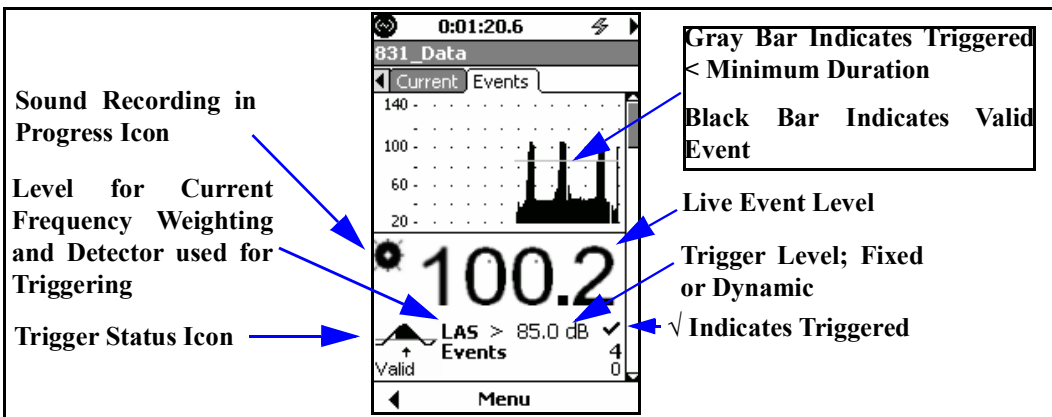 0:01:20.6
831_Data
Current Events
140 -
100 -
60 -
20 -
100.2
LAS > 85.0 dB ✓
Events 4
Valid 0
Menu
Sound Recording in
Progress Icon
Level for Current
Frequency Weighting
and Detector used for
Triggering
Trigger Status Icon
Gray Bar Indicates Triggered
< Minimum Duration
Black Bar Indicates Valid
Event
Live Event Level
Trigger Level; Fixed
or Dynamic
√ Indicates Triggered